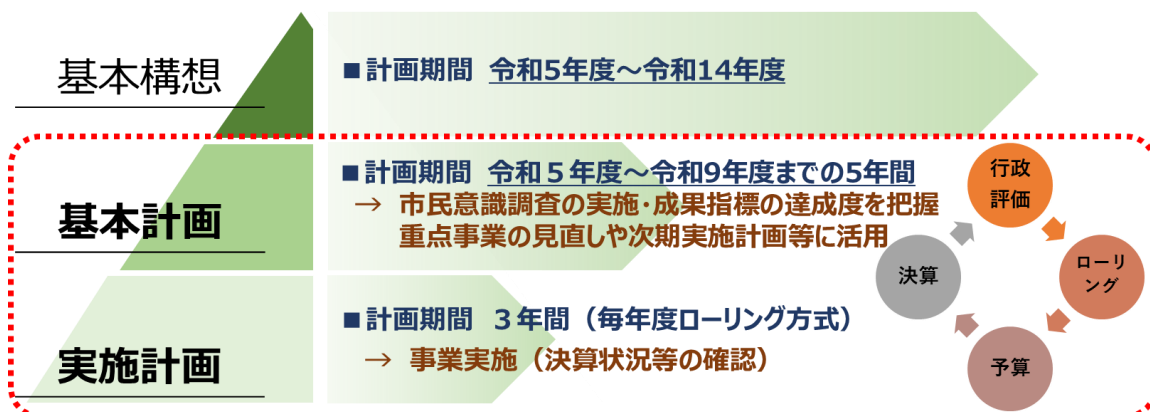 基本構想
■計画期間 令和5年度～令和14年度
基本計画
■計画期間 令和５年度～令和9年度までの5年間
→ 市民意識調査の実施・成果指標の達成度を把握
重点事業の見直しや次期実施計画等に活用
実施計画
■計画期間 ３年間（毎年度ローリング方式）
→ 事業実施（決算状況等の確認）
行政
評価
ローリ
ング
予算
決算